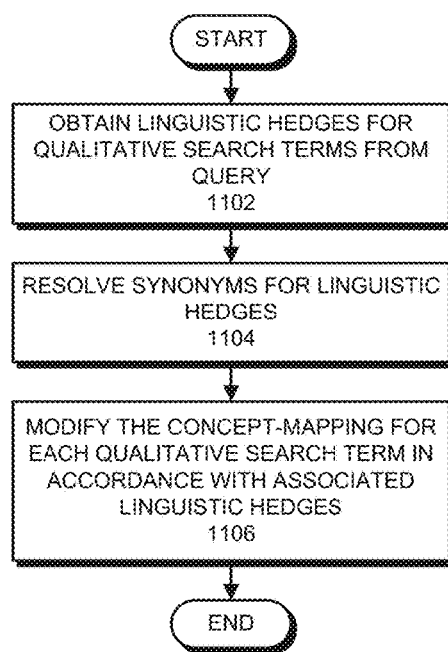 START
OBTAIN LINGUISTIC HEDGES FOR
QUALITATIVE SEARCH TERMS FROM
QUERY
1102
RESOLVE SYNONYMS FOR LINGUISTIC
HEDGES
1104
MODIFY THE CONCEPT-MAPPING FOR
EACH QUALITATIVE SEARCH TERM IN
ACCORDANCE WITH ASSOCIATED
LINGUISTIC HEDGES
1106
END